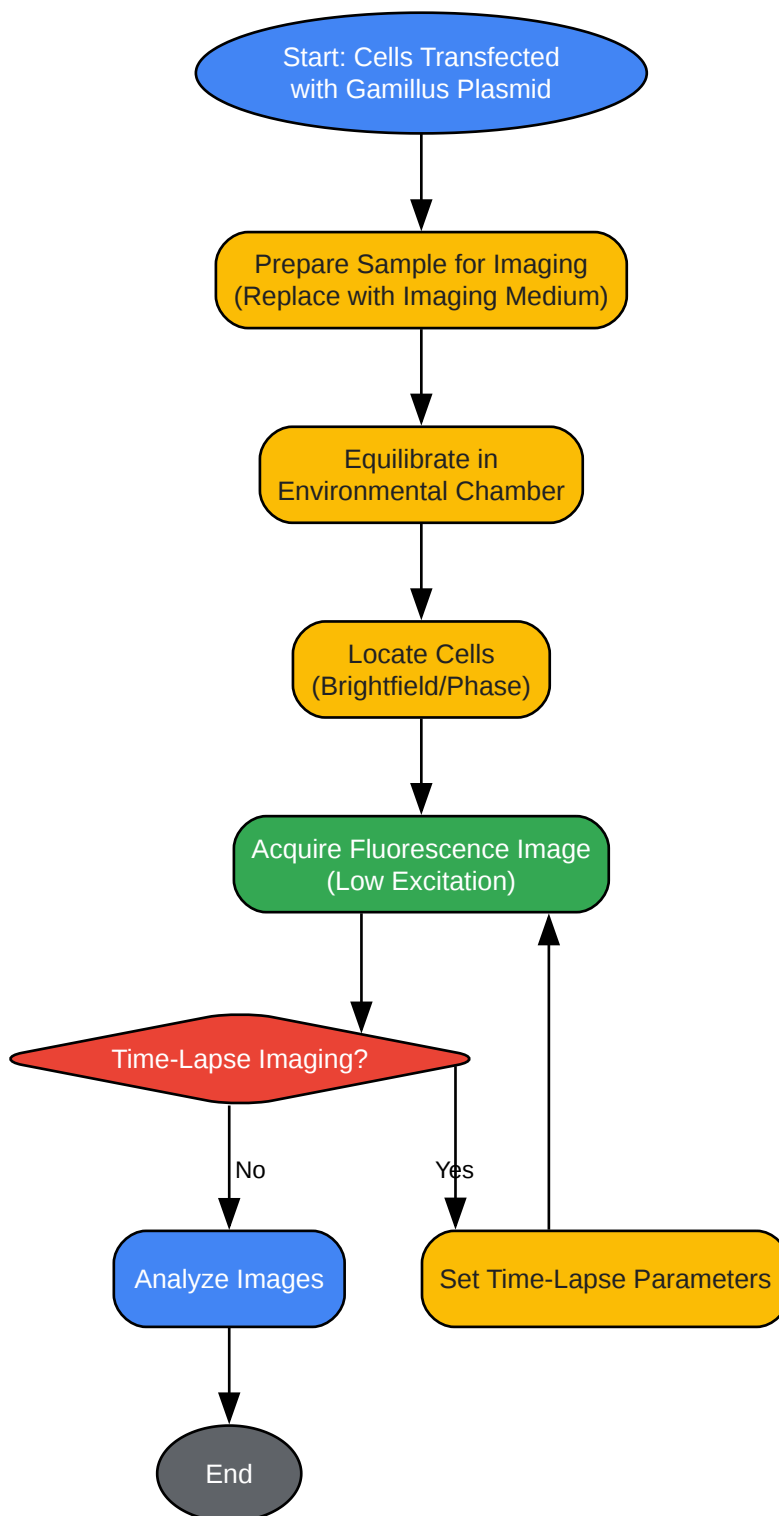 Start: Cells Transfected
with Gamillus Plasmid
Prepare Sample for Imaging
(Replace with Imaging Medium)
Equilibrate in
Environmental Chamber
Locate Cells
(Brightfield/Phase)
Acquire Fluorescence Image
(Low Excitation)
Time-Lapse Imaging?
No
Yes
Analyze Images
Set Time-Lapse Parameters
End